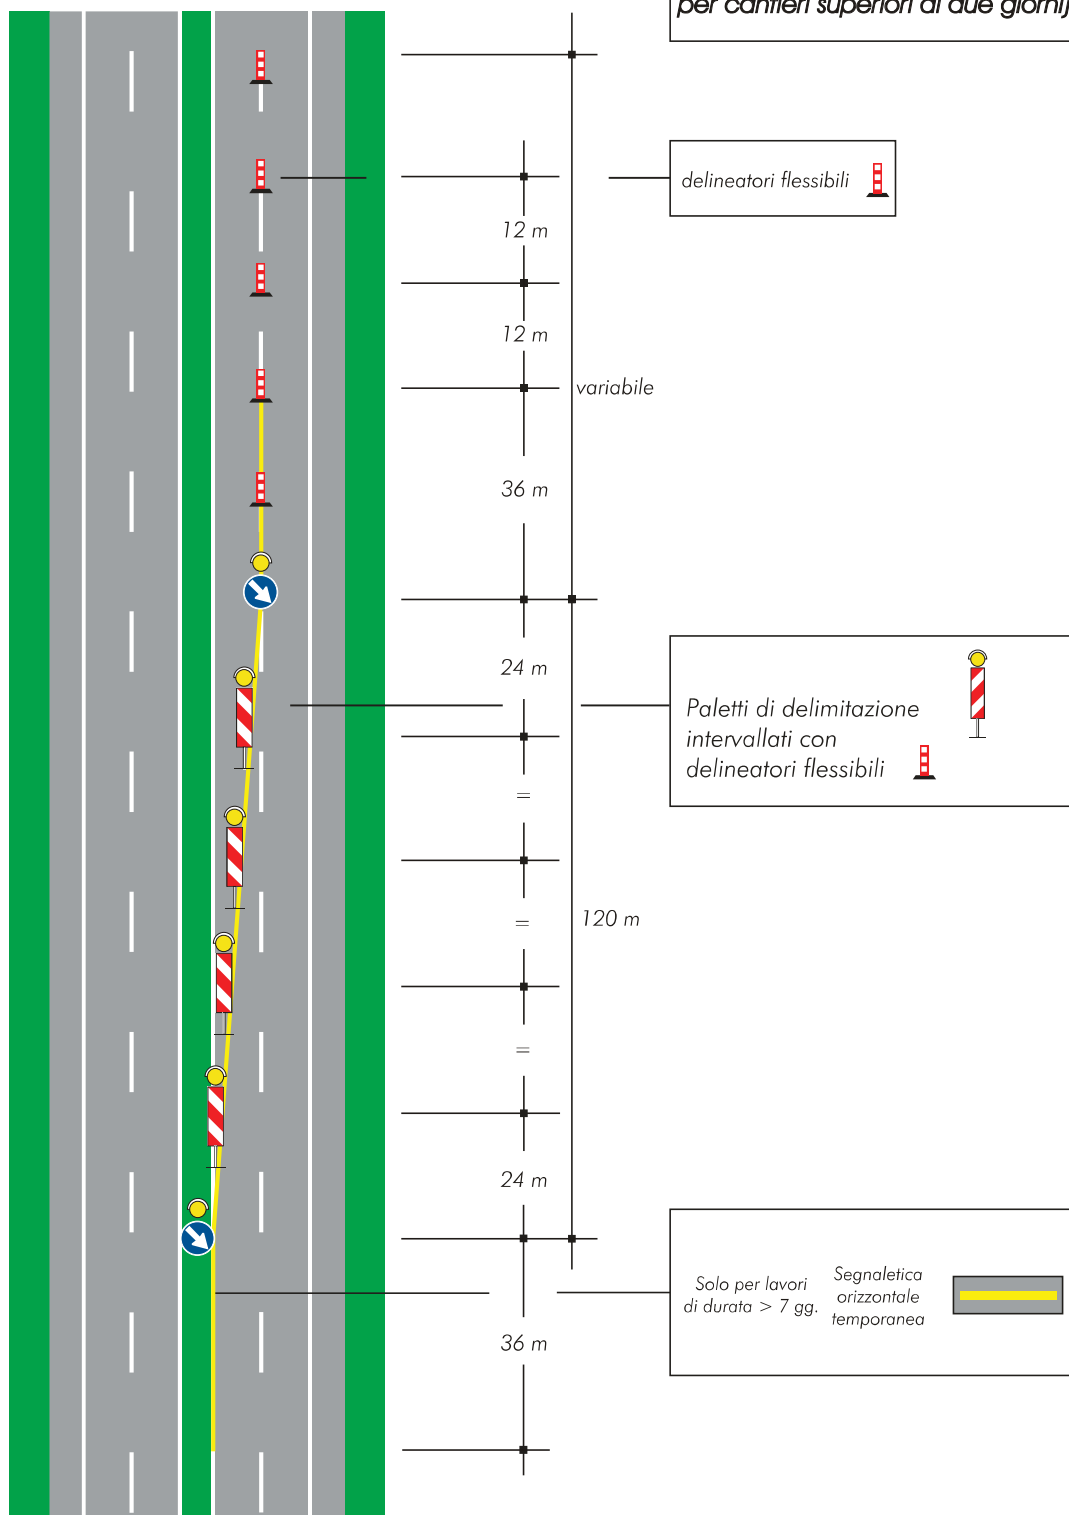 per cantieri superiori di due giorni)
delineatori flessibili
12 m
12 m
variabile
36 m
24 m
Paletti di delimitazione
intervallati con
delineatori flessibili
=
=
120 m
=
24 m
Solo per lavori
di durata > 7 gg.
Segnaletica
orizzontale
temporanea
36 m